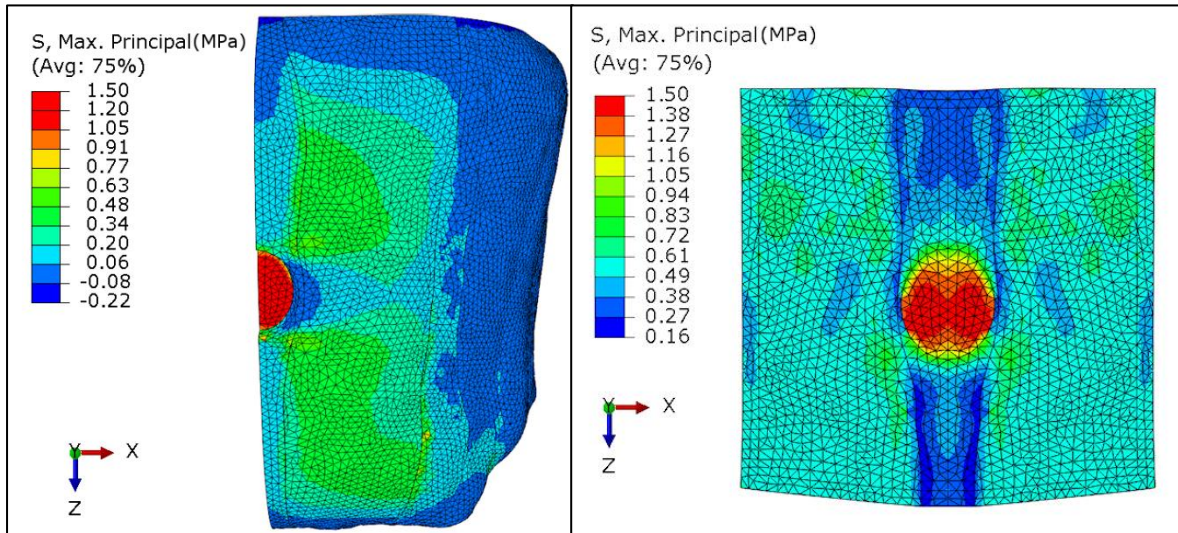 S, Max. Principal(MPa)
(Avg: 75%)
1.50
1.20
1.05
0.91
0.77
0.63
0.48
0.34
0.20
0.06
-0.08
-0.22
Y
X
Z
S, Max. Principal(MPa)
(Avg: 75%)
1.50
1.38
1.27
1.16
1.05
0.94
0.83
0.72
0.61
0.49
0.38
0.27
0.16
Y
X
Z